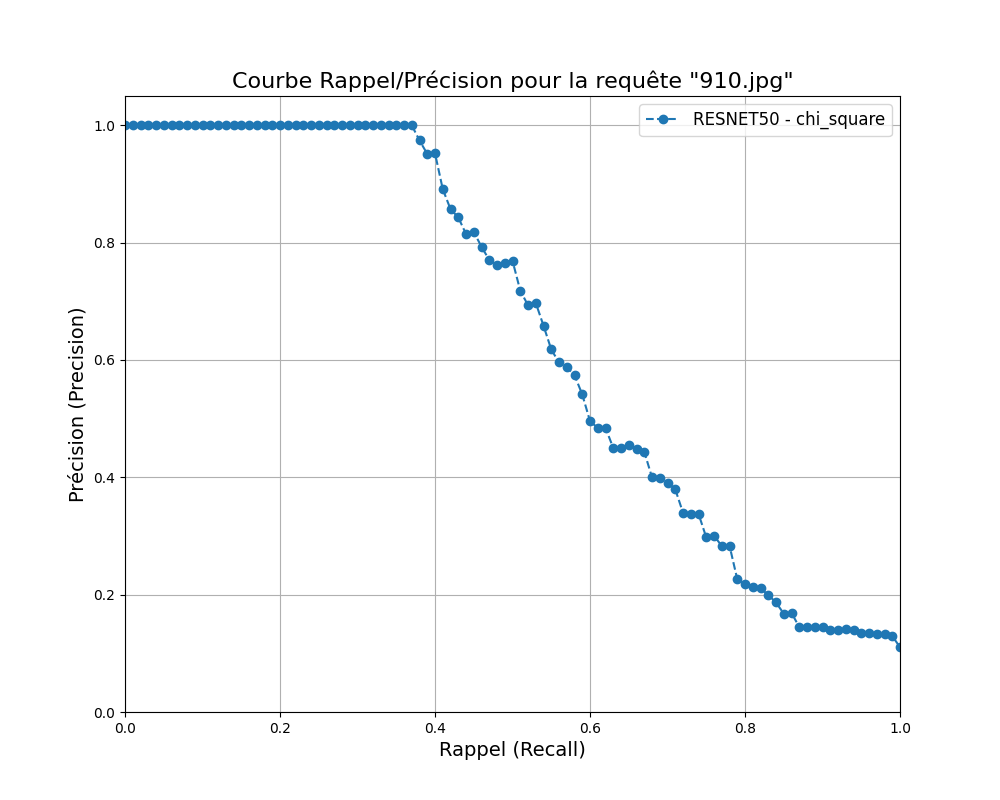 Courbe Rappel/Précision pour la requête "910.jpg"
RESNET50 - chi_square
Précision (Precision)
1.0
0.8
0.6
0.4
0.2
0.0
0.0 0.2 0.4 0.6 0.8 1.0
Rappel (Recall)